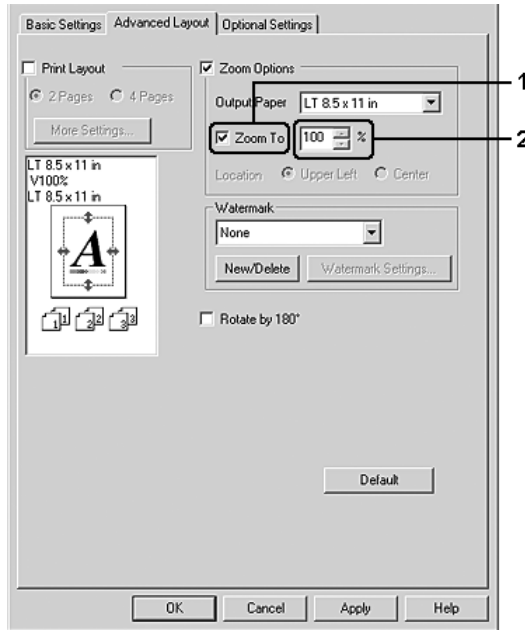 Basic Settings Advanced Layout Optional Settings
Print Layout
2 Pages 4 Pages
More Settings...
LT 8.5 x 11 in
V100%
LT 8.5 x 11 in
A
1 1 2 2 3 3
Zoom Options
Output Paper LT 8.5 x 11 in
1
Zoom To 100 %
2
Location Upper Left Center
Watermark
None
New/Delete Watermark Settings...
Rotate by 180°
Default
OK Cancel Apply Help